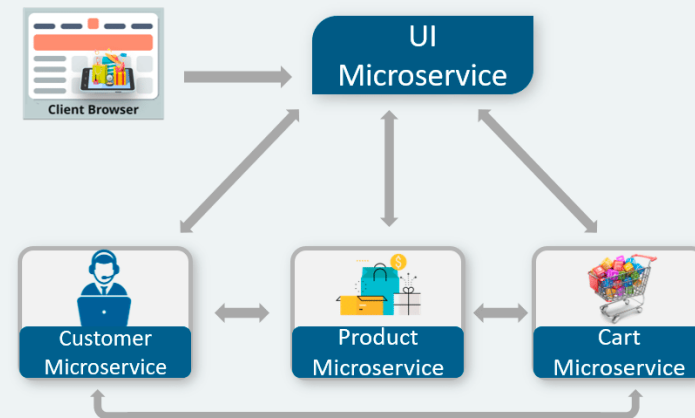 UI
Microservice
Client Browser
Customer
Microservice
Product
Microservice
Cart
Microservice
$